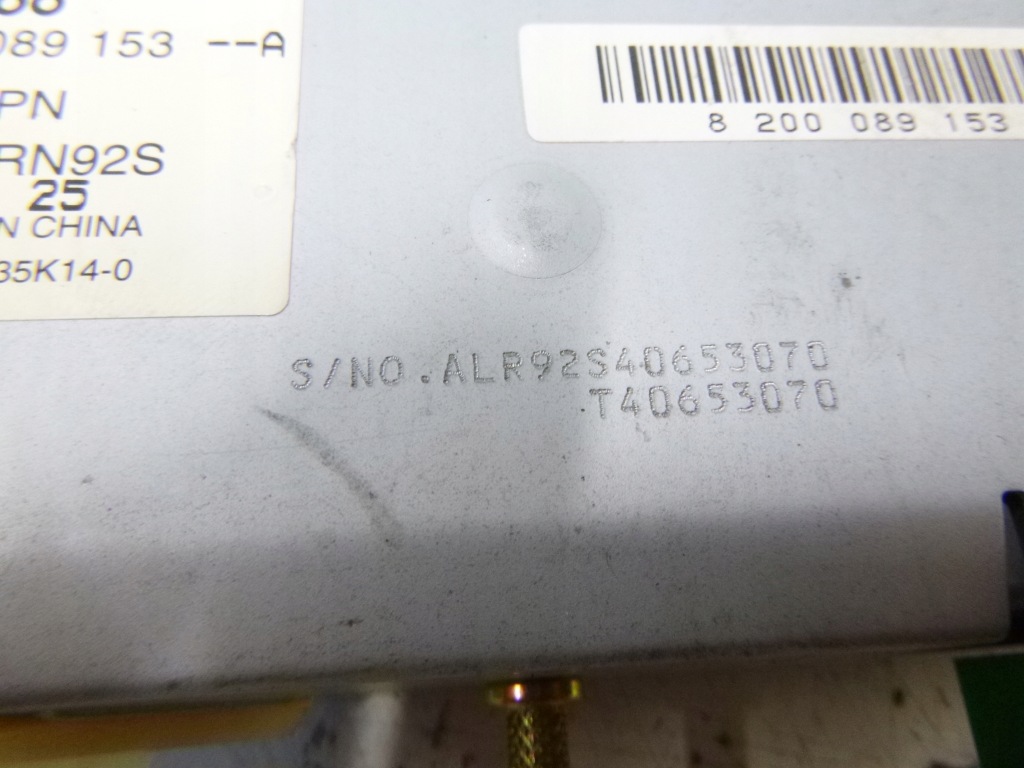 089 153 --A
PN
RN92S
25
N CHINA
35K14-0
8 200 089 153
S/NO.ALR92S40653070
T40653070